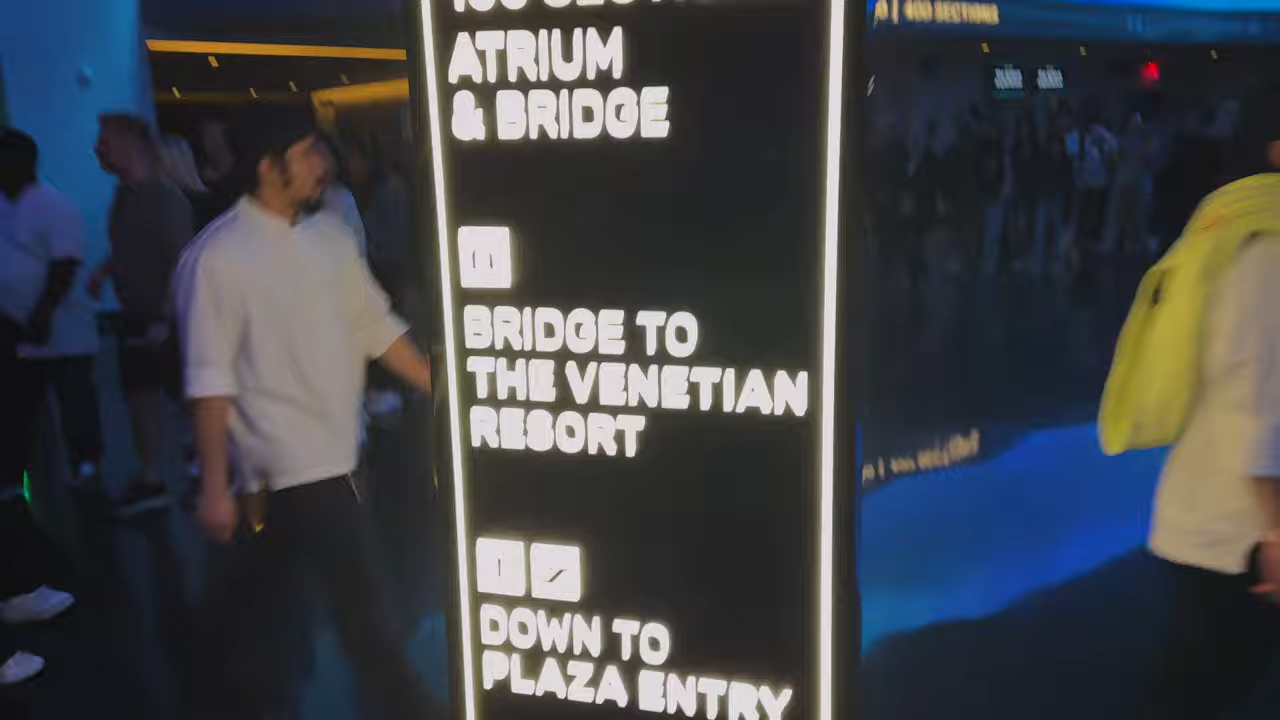 ATRIUM
& BRIDGE
BRIDGE TO
THE VENETIAN
RESORT
DOWN TO
PLAZA ENTRY
400 SECTIONS